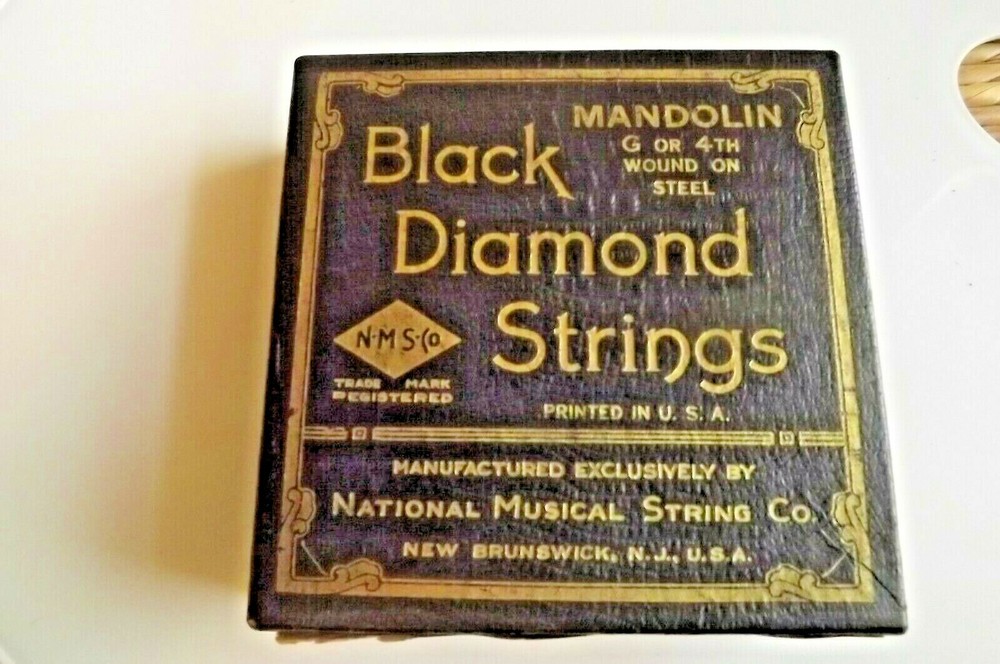 MANDOLIN
G OR 4TH
WOUND ON
STEEL
Black
Diamond
Strings
N·M·S·Co
TRADE MARK
REGISTERED
PRINTED IN U. S. A.
MANUFACTURED EXCLUSIVELY BY
NATIONAL MUSICAL STRING Co.
NEW BRUNSWICK, N.J., U.S.A.